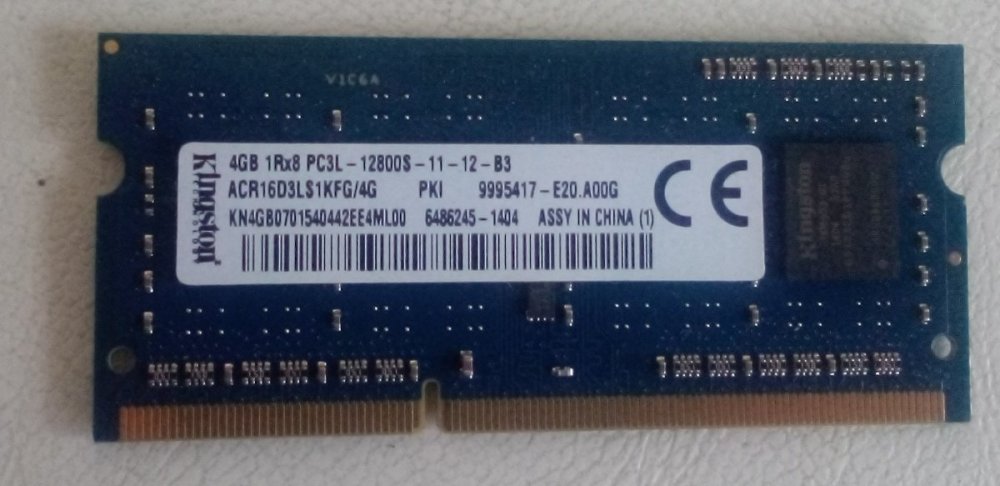 V1C6A
Kingston
4GB 1Rx8 PC3L-12800S-11-12-B3
ACR16D3LS1KFG/4G PKI 9995417-E20.A00G
KN4GB0701540442EE4ML00 6486245-1404 ASSY IN CHINA (1)
CE
Kingston